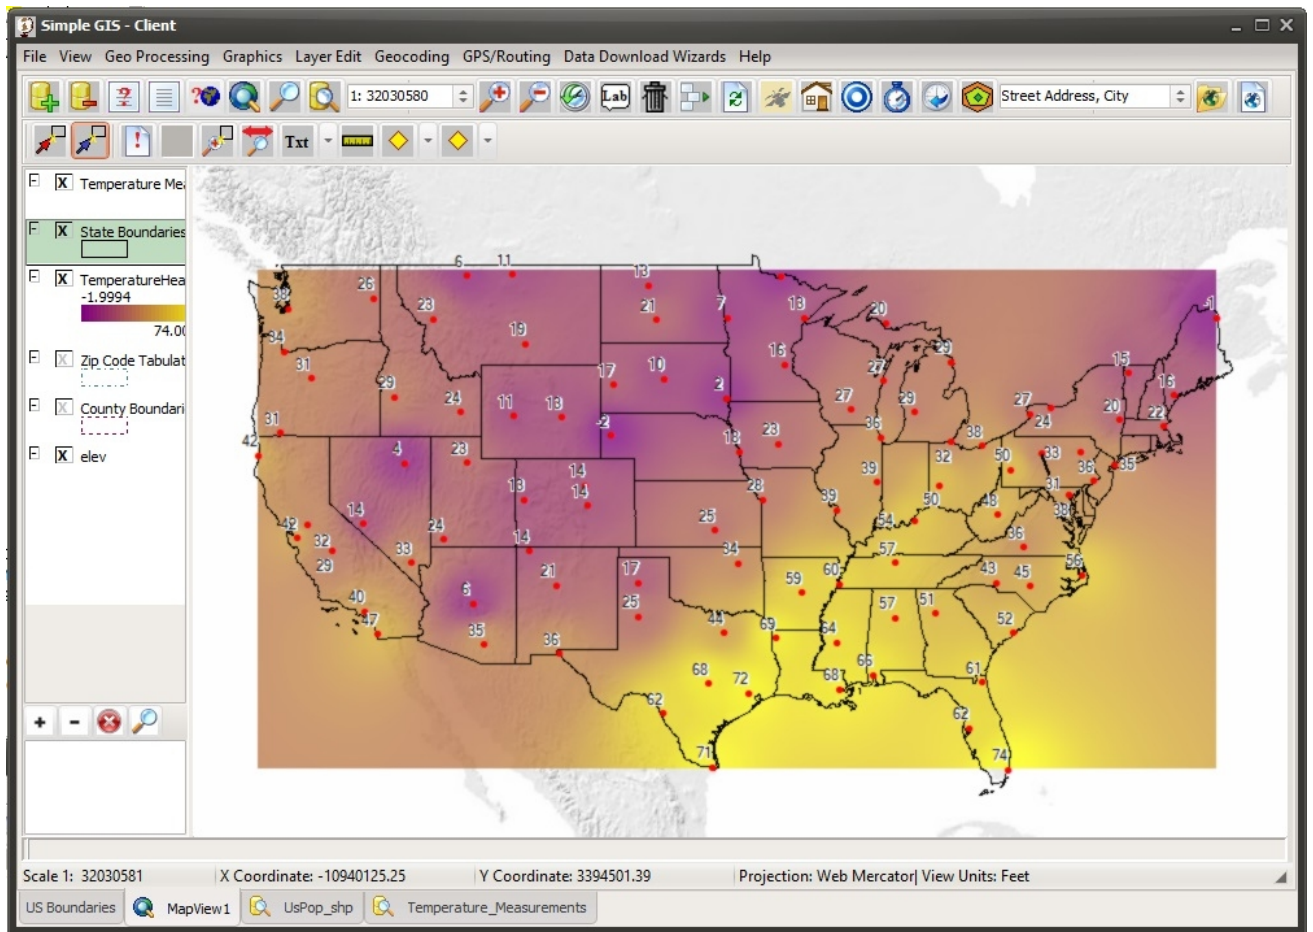 Simple GIS - Client
File View Geo Processing Graphics Layer Edit Geocoding GPS/Routing Data Download Wizards Help
1: 32030580 Lab Street Address, City
Txt
Temperature Me
State Boundaries
TemperatureHea
-1.9994
74.00
Zip Code Tabulat
County Boundari
elev
6 11 13 26 38 23 21 7 13 20 -1
34 19 16 29
31 17 10 27 15
29 24 11 13 2 27 29 16
31 -2 36 27 24 20 22
42 4 23 13 23 38 33
14 39 32 50 36 35
13 14 28 50 48 31
14 39 54 38
42 32 24 14 25 57 36
29 33 34 56
21 17 59 60 43 45
6 25 57 51
40 47 35 44 69 64 52
36 68 72 66 61
62 68 62
71 74
Scale 1: 32030581 X Coordinate: -10940125.25 Y Coordinate: 3394501.39 Projection: Web Mercator| View Units: Feet
US Boundaries MapView1 UsPop_shp Temperature_Measurements